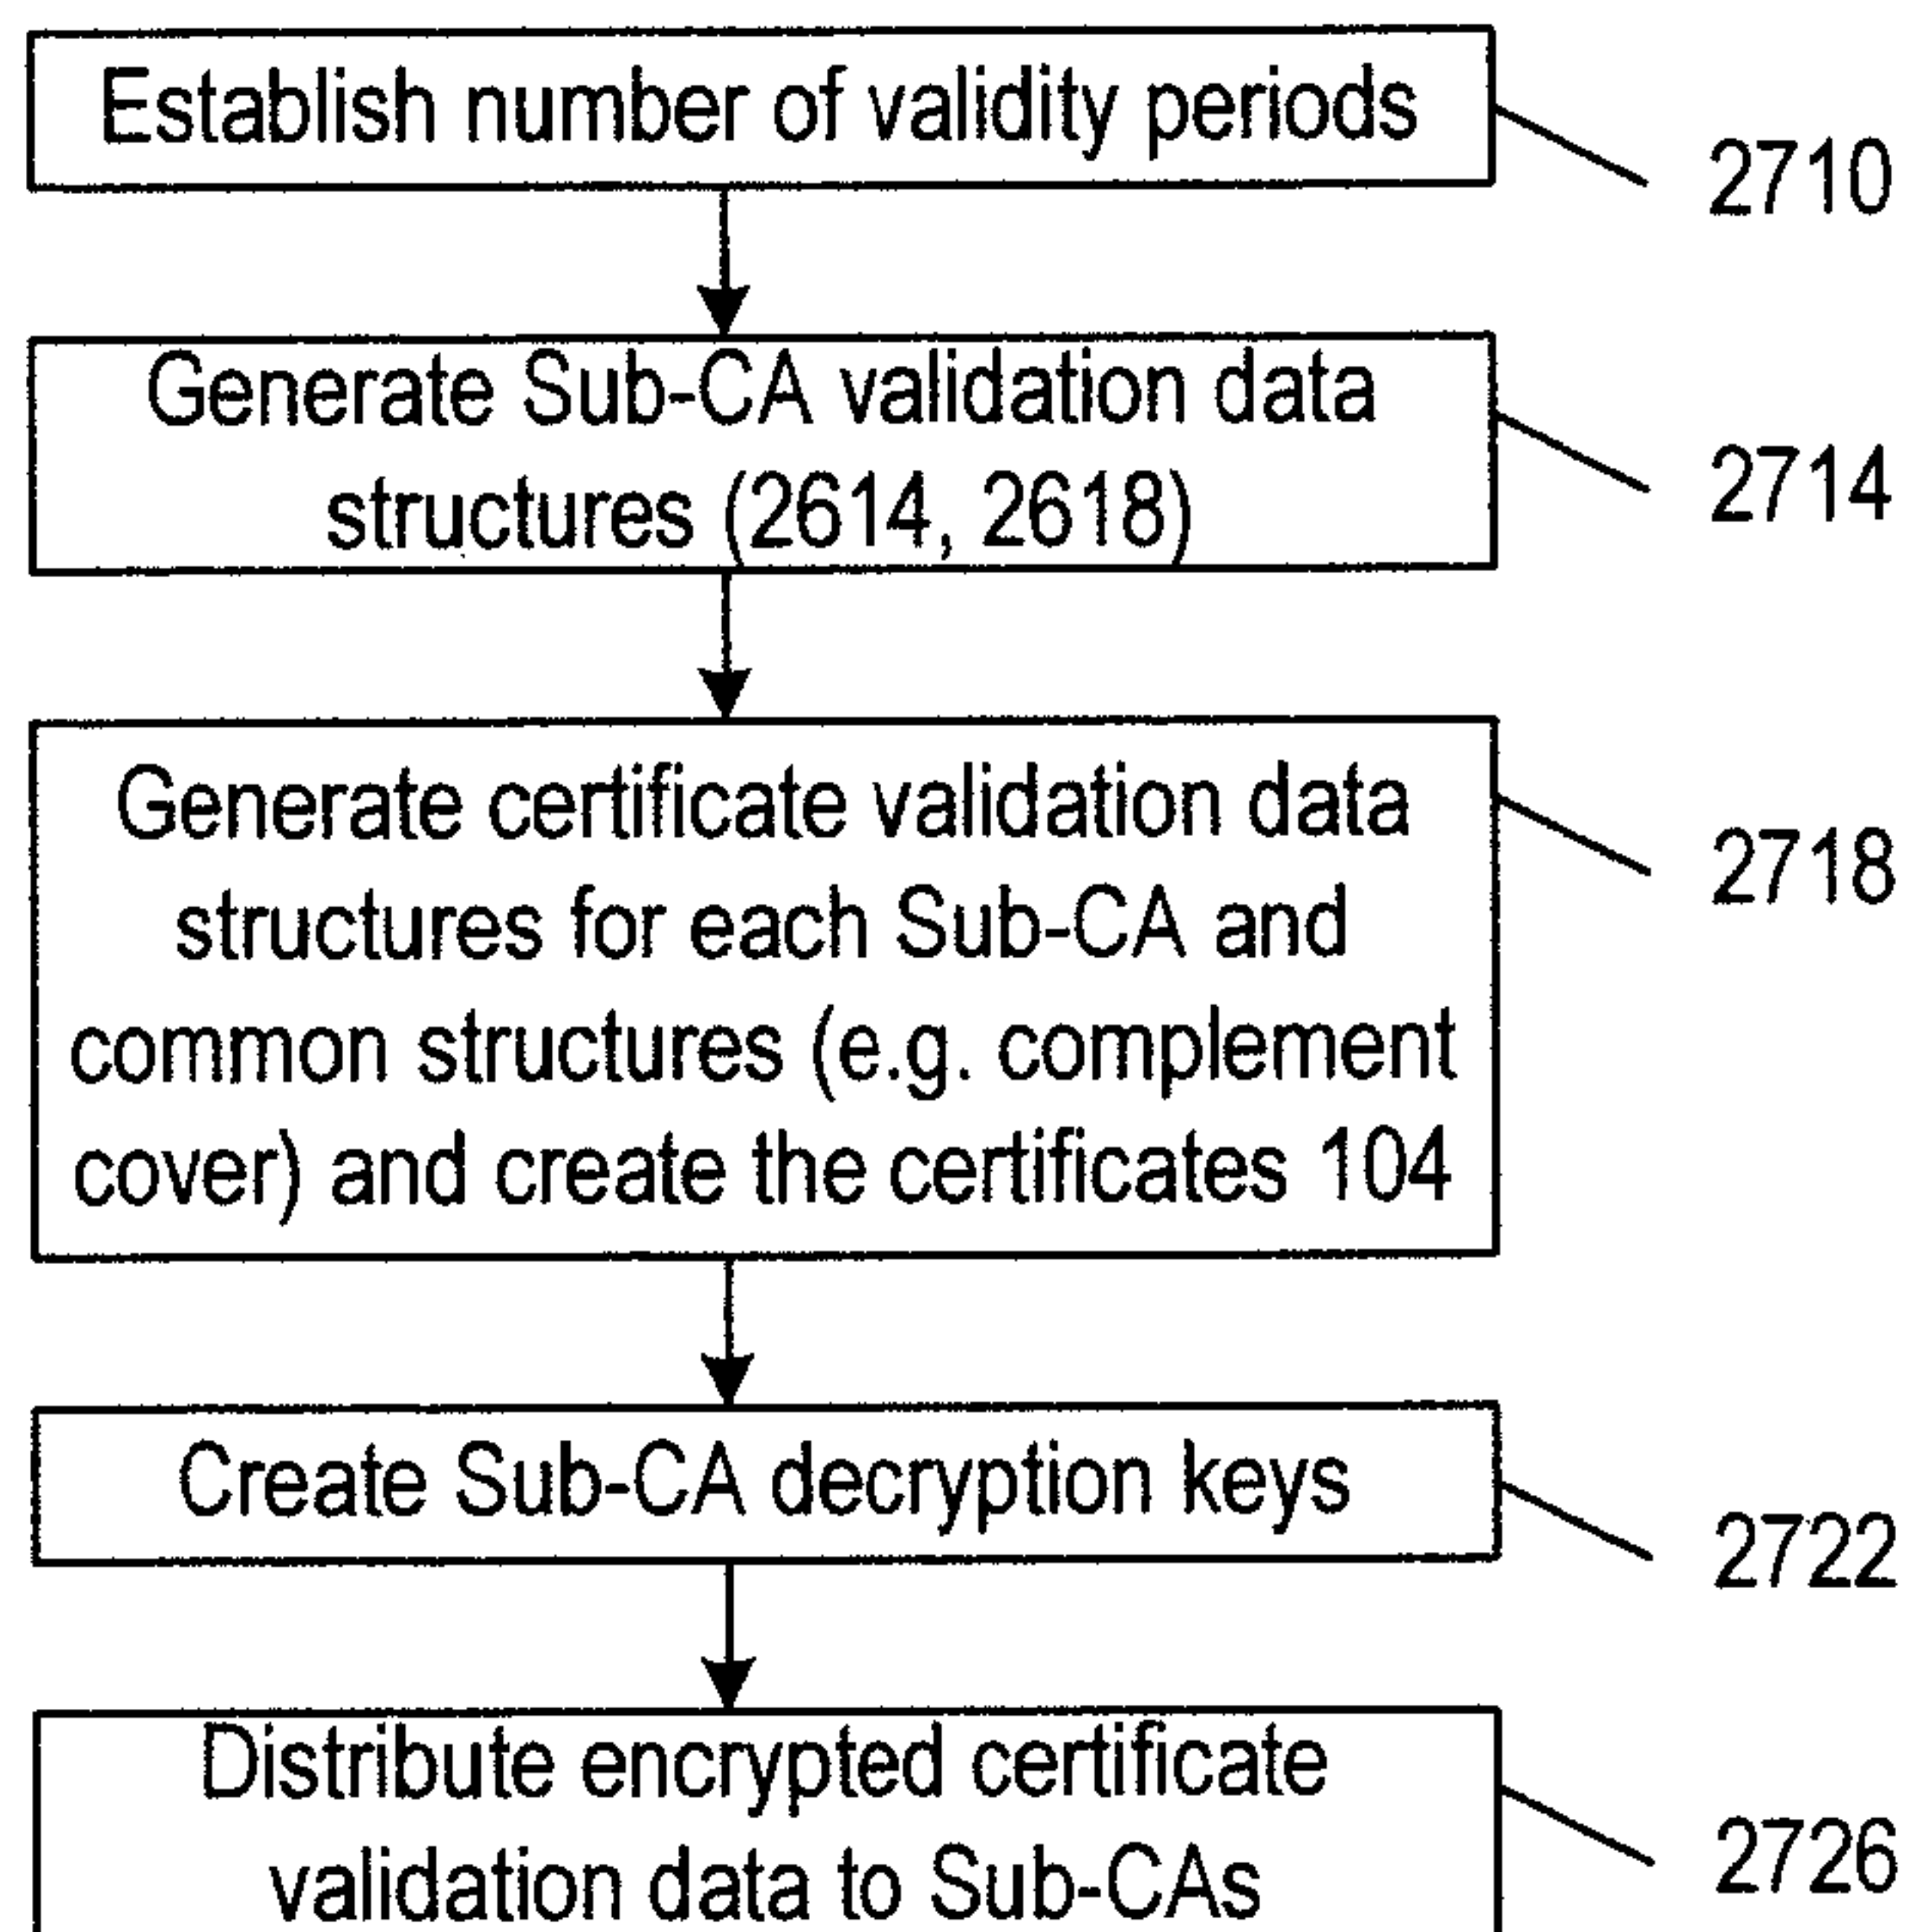 Establish number of validity periods
2710
Generate Sub-CA validation data
structures (2614, 2618)
2714
Generate certificate validation data
structures for each Sub-CA and
common structures (e.g. complement
cover) and create the certificates 104
2718
Create Sub-CA decryption keys
2722
Distribute encrypted certificate
validation data to Sub-CAs
2726